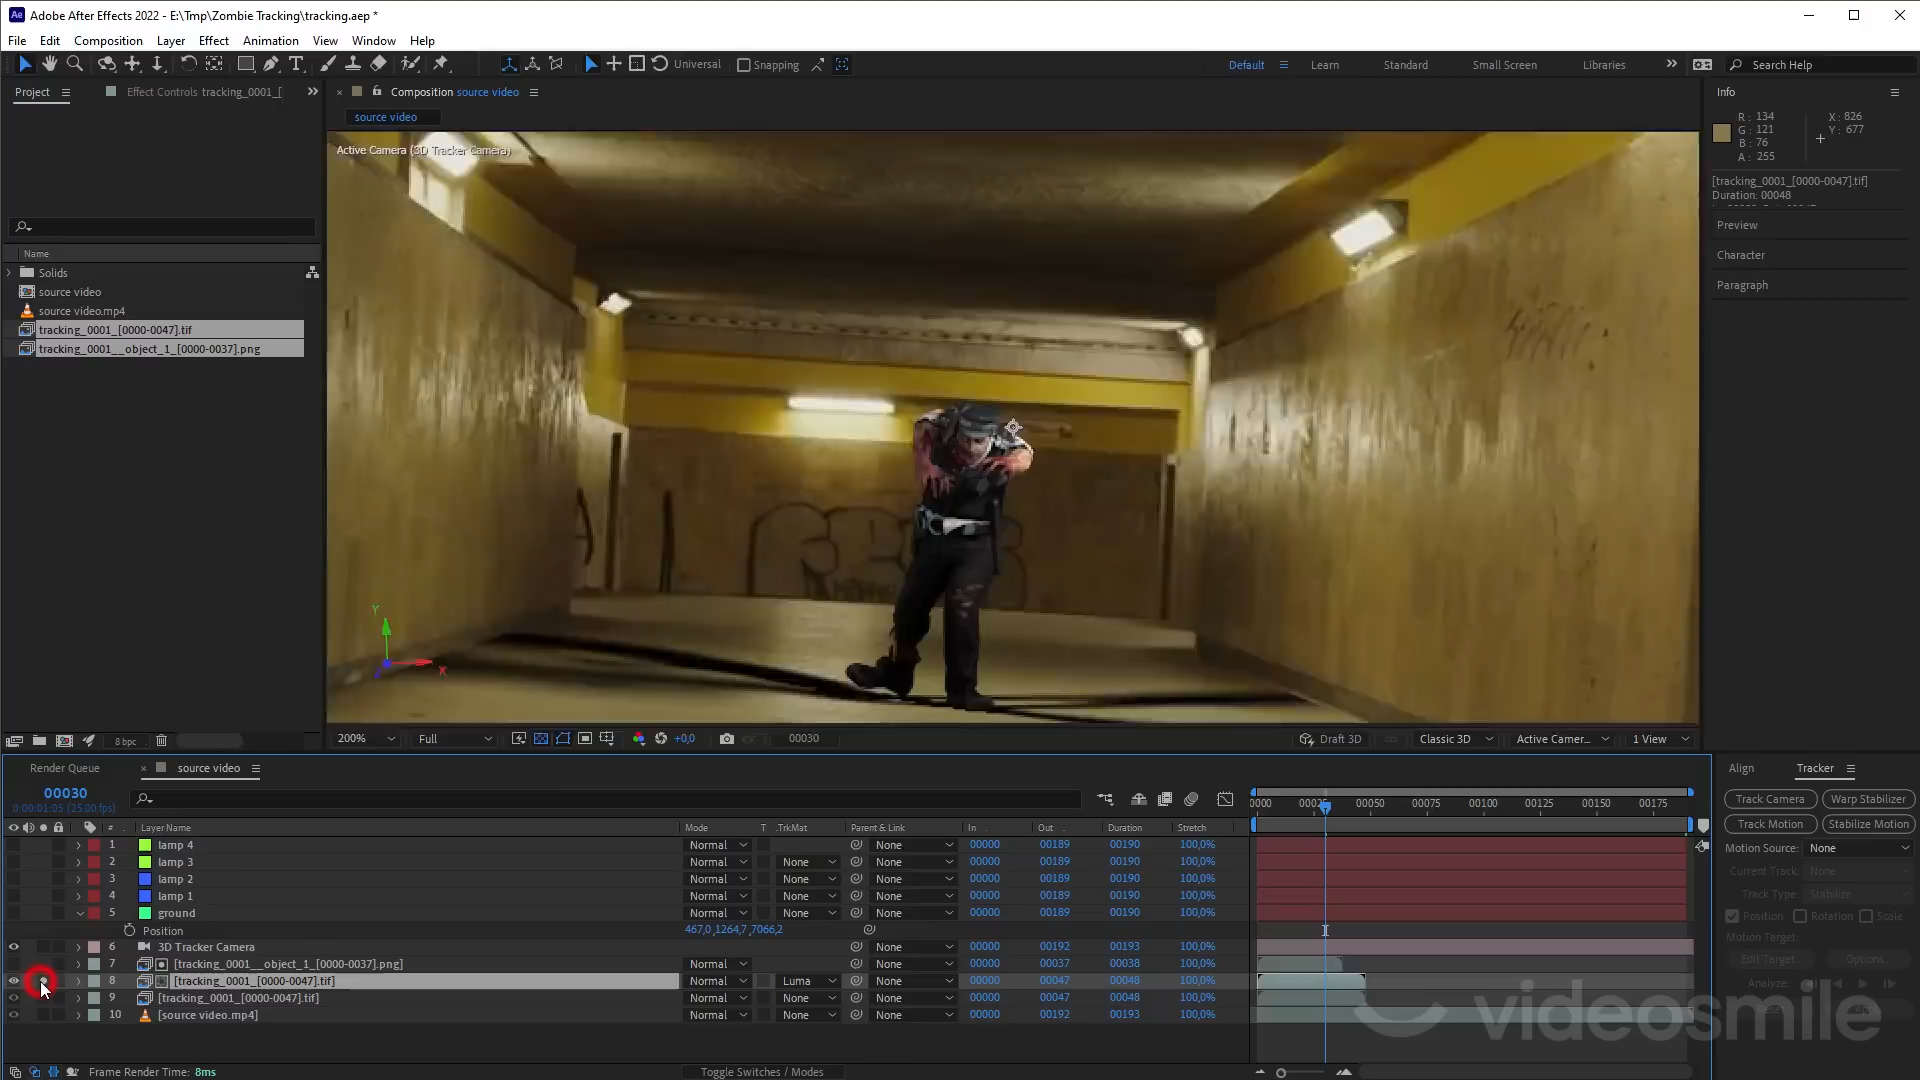 Ae Adobe After Effects 2022 - E:\Tmp\Zombie Tracking\tracking.aep *
File Edit Composition Layer Effect Animation View Window Help
Universal Snapping Default Learn Standard Small Screen Libraries Search Help
Project Effect Controls tracking_0001_[ Composition source video Info
source video
R: 134 X: 826
G: 121 Y: 677
B: 76
A: 255
Active Camera (3D Tracker Camera)
[tracking_0001_[0000-0047].tif]
Duration: 00048
Preview
Character
Paragraph
Name
Solids
source video
source video.mp4
tracking_0001_[0000-0047].tif
tracking_0001__object_1_[0000-0037].png
Y
X
8 bpc 200% Full +0,0 00030 Draft 3D Classic 3D Active Camer... 1 View
Render Queue source video Align Tracker
00030
0:00:01:05 (25.00 fps)
Track Camera Warp Stabilizer
Track Motion Stabilize Motion
Motion Source: None
Current Track: None
Track Type: Stabilize
Position Rotation Scale
Motion Target:
Edit Target... Options...
Analyze:
Reset
0000 00025 00050 00075 00100 00125 00150 00175
# Layer Name Mode T .TrkMat Parent & Link In Out Duration Stretch
1 lamp 4 Normal None 00000 00189 00190 100,0%
2 lamp 3 Normal None None 00000 00189 00190 100,0%
3 lamp 2 Normal None None 00000 00189 00190 100,0%
4 lamp 1 Normal None None 00000 00189 00190 100,0%
5 ground Normal None None 00000 00189 00190 100,0%
Position 467,0 ,1264,7 ,7066,2
6 3D Tracker Camera None 00000 00192 00193 100,0%
7 [tracking_0001__object_1_[0000-0037].png] Normal None 00000 00037 00038 100,0%
8 [tracking_0001_[0000-0047].tif] Normal Luma None 00000 00047 00048 100,0%
9 [tracking_0001_[0000-0047].tif] Normal None None 00000 00047 00048 100,0%
10 [source video.mp4] Normal None None 00000 00192 00193 100,0%
videosmile
Frame Render Time: 8ms Toggle Switches / Modes